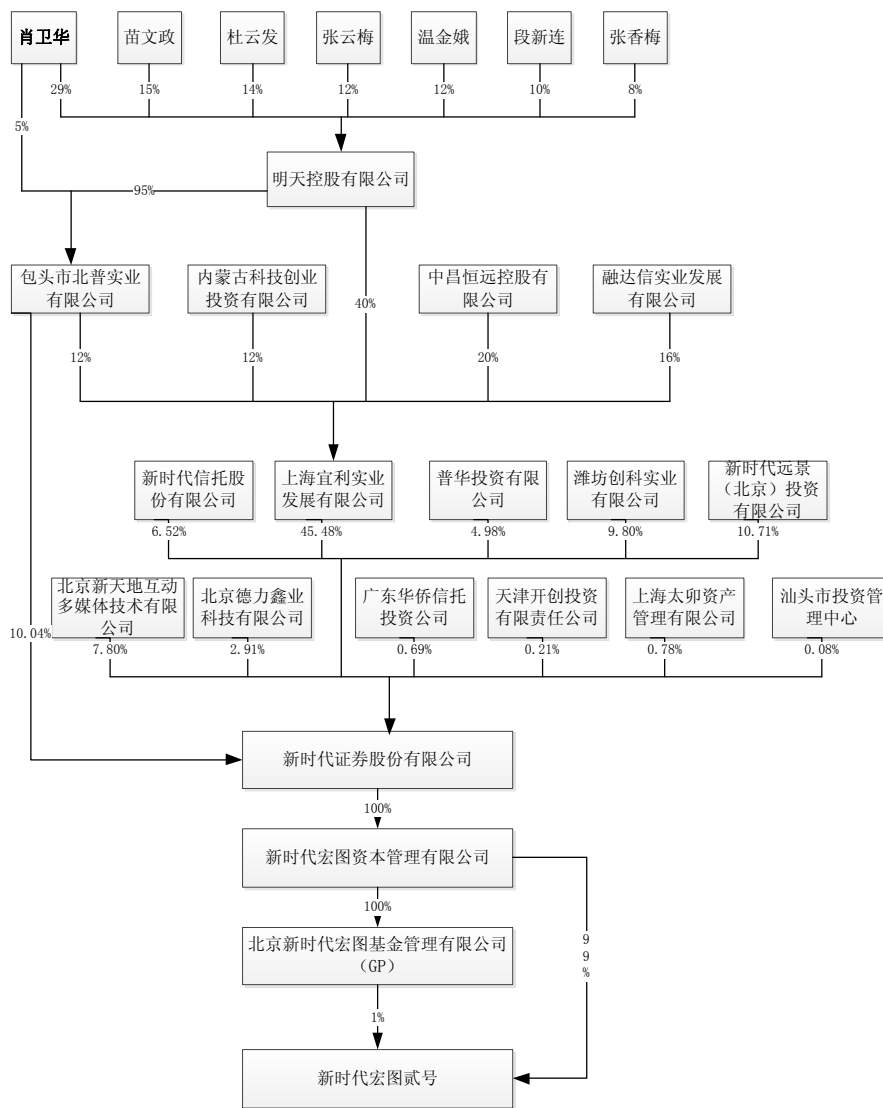 肖卫华
苗文政
杜云发
张云梅
温金娥
段新连
张香梅
29%
15%
14%
12%
12%
10%
8%
5%
明天控股有限公司
95%
包头市北普实业
有限公司
内蒙古科技创业
投资有限公司
中昌恒远控股有
限公司
融达信实业发展
有限公司
40%
12%
12%
20%
16%
新时代信托股
份有限公司
上海宜利实业
发展有限公司
普华投资有限
公司
潍坊创科实业
有限公司
新时代远景
（北京）投资
有限公司
6.52%
45.48%
4.98%
9.80%
10.71%
北京新天地互动
多媒体技术有限
公司
北京德力鑫业
科技有限公司
广东华侨信托
投资公司
天津开创投资
有限责任公司
上海太卯资产
管理有限公司
汕头市投资管
理中心
10.04%
7.80%
2.91%
0.69%
0.21%
0.78%
0.08%
新时代证券股份有限公司
100%
新时代宏图资本管理有限公司
100%
99%
北京新时代宏图基金管理有限公司
（GP）
1%
新时代宏图贰号